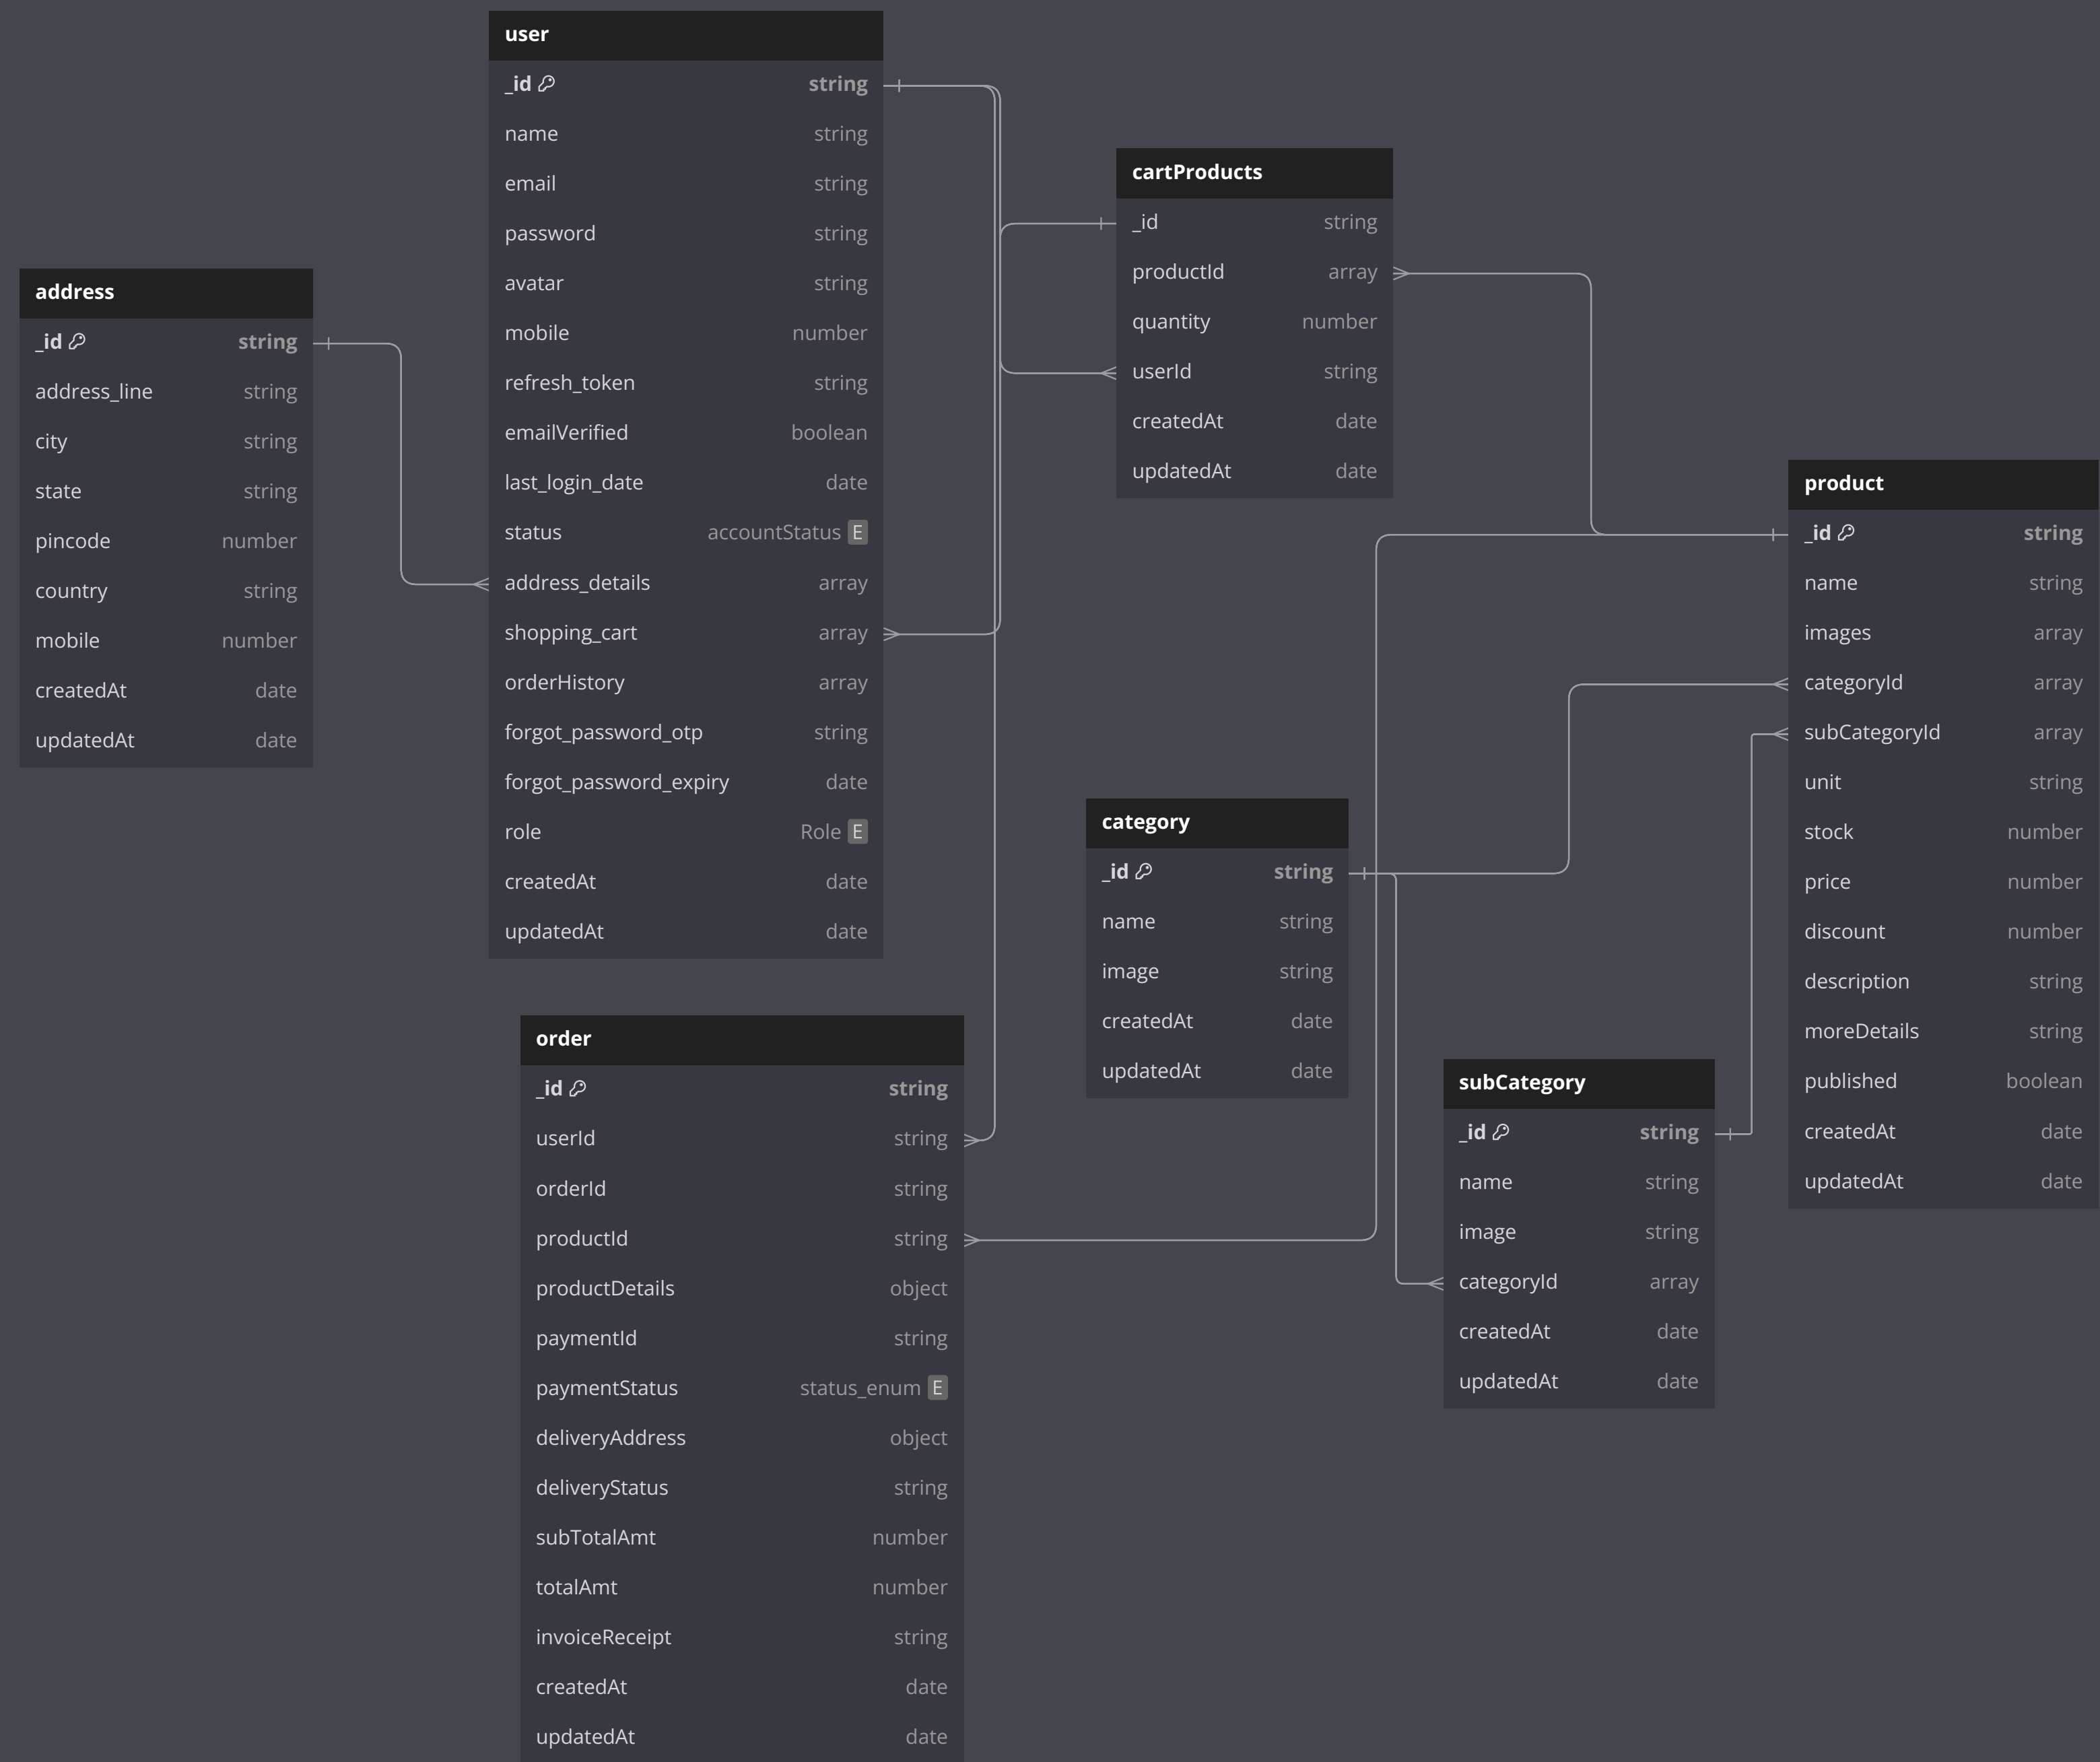 user
_id string
name string
email string
password string
avatar string
mobile number
refresh_token string
emailVerified boolean
last_login_date date
status accountStatus E
address_details array
shopping_cart array
orderHistory array
forgot_password_otp string
forgot_password_expiry date
role Role E
createdAt date
updatedAt date
cartProducts
_id string
productId array
quantity number
userId string
createdAt date
updatedAt date
address
_id string
address_line string
city string
state string
pincode number
country string
mobile number
createdAt date
updatedAt date
product
_id string
name string
images array
categoryId array
subCategoryId array
unit string
stock number
price number
discount number
description string
moreDetails string
published boolean
createdAt date
updatedAt date
category
_id string
name string
image string
createdAt date
updatedAt date
order
_id string
userId string
orderId string
productId string
productDetails object
paymentId string
paymentStatus status_enum E
deliveryAddress object
deliveryStatus string
subTotalAmt number
totalAmt number
invoiceReceipt string
createdAt date
updatedAt date
subCategory
_id string
name string
image string
categoryId array
createdAt date
updatedAt date